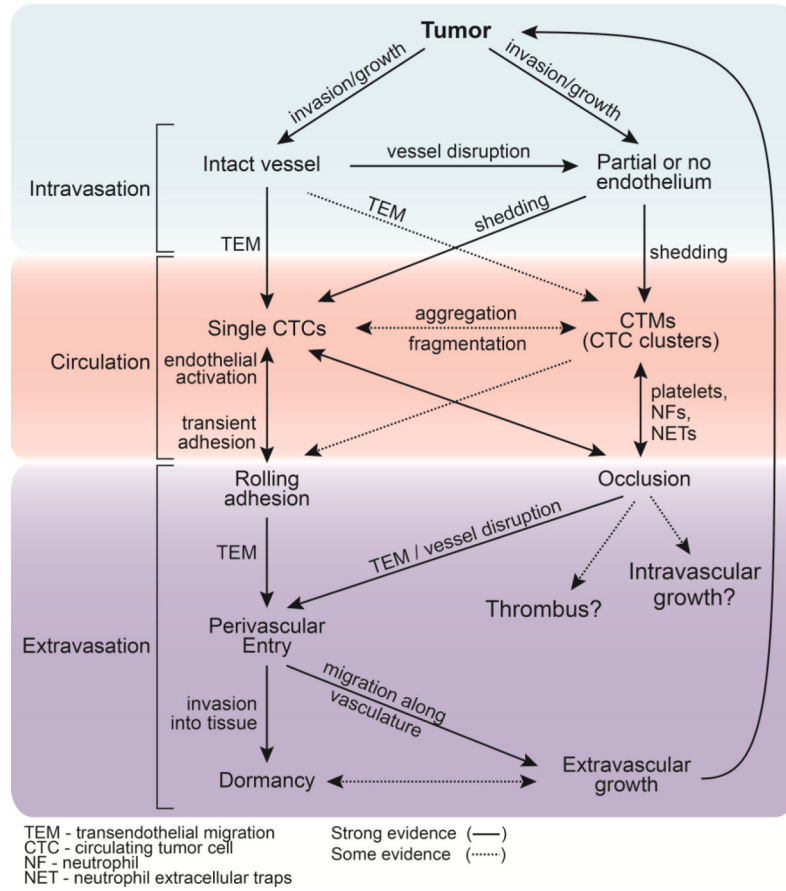 Tumor
invasion/growth
invasion/growth
Intravasation
Intact vessel
vessel disruption
Partial or no
endothelium
TEM
TEM
shedding
shedding
Circulation
Single CTCs
aggregation
fragmentation
CTMs
(CTC clusters)
endothelial
activation
transient
adhesion
platelets,
NFs,
NETs
Extravasation
Rolling
adhesion
Occlusion
TEM
TEM / vessel disruption
Thrombus?
Intravascular
growth?
Perivascular
Entry
invasion
into tissue
migration along
vasculature
Dormancy
Extravascular
growth
TEM - transendothelial migration
CTC - circulating tumor cell
NF - neutrophil
NET - neutrophil extracellular traps
Strong evidence (—)
Some evidence (┈)